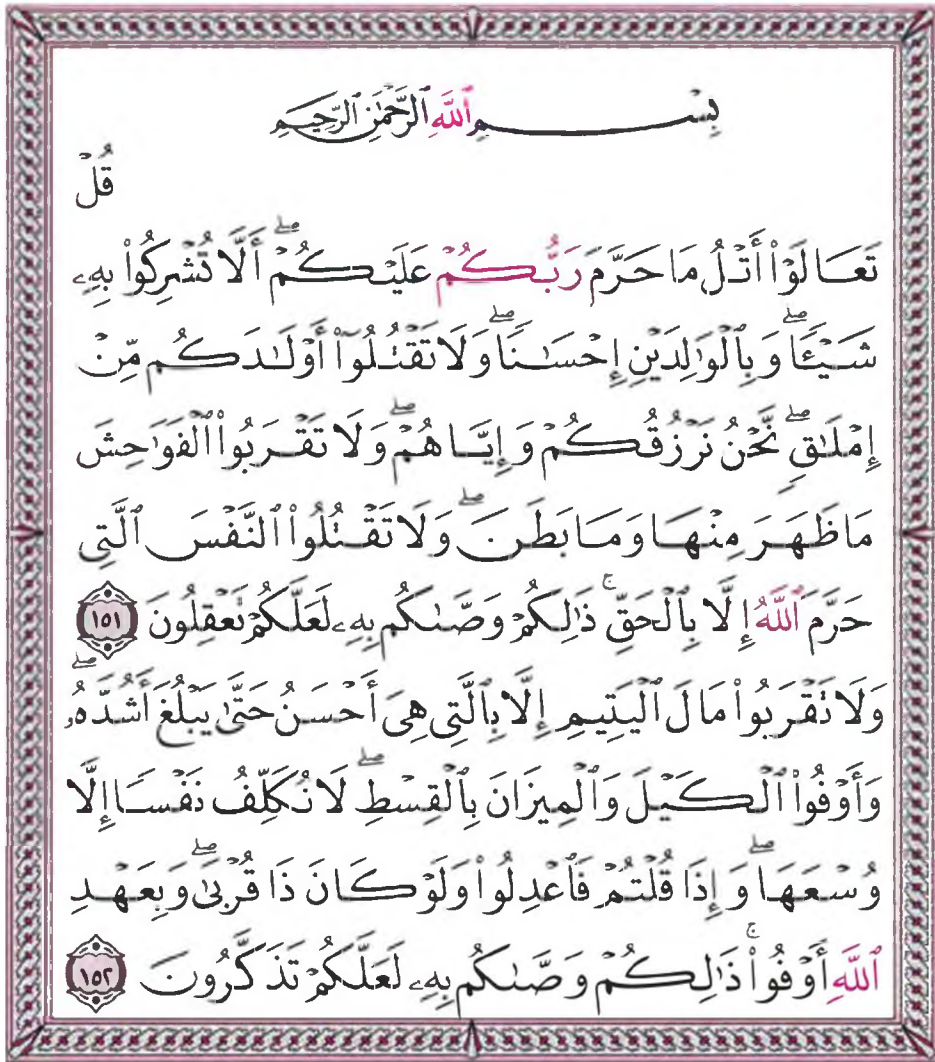 بِسْمِ ٱللَّهِ ٱلرَّحْمَٰنِ ٱلرَّحِيمِ
قُلْ
تَعَالَوْا۟ أَتْلُ مَا حَرَّمَ رَبُّكُمْ عَلَيْكُمْ ۖ أَلَّا تُشْرِكُوا۟ بِهِۦ
شَيْـًٔا ۖ وَبِٱلْوَٰلِدَيْنِ إِحْسَـٰنًا ۖ وَلَا تَقْتُلُوٓا۟ أَوْلَـٰدَكُم مِّنْ
إِمْلَـٰقٍ ۖ نَّحْنُ نَرْزُقُكُمْ وَإِيَّاهُمْ ۖ وَلَا تَقْرَبُوا۟ ٱلْفَوَٰحِشَ
مَا ظَهَرَ مِنْهَا وَمَا بَطَنَ ۖ وَلَا تَقْتُلُوا۟ ٱلنَّفْسَ ٱلَّتِى
حَرَّمَ ٱللَّهُ إِلَّا بِٱلْحَقِّ ۚ ذَٰلِكُمْ وَصَّىٰكُم بِهِۦ لَعَلَّكُمْ تَعْقِلُونَ ١٥١
وَلَا تَقْرَبُوا۟ مَالَ ٱلْيَتِيمِ إِلَّا بِٱلَّتِى هِىَ أَحْسَنُ حَتَّىٰ يَبْلُغَ أَشُدَّهُۥ ۖ
وَأَوْفُوا۟ ٱلْكَيْلَ وَٱلْمِيزَانَ بِٱلْقِسْطِ ۖ لَا نُكَلِّفُ نَفْسًا إِلَّا
وُسْعَهَا ۖ وَإِذَا قُلْتُمْ فَٱعْدِلُوا۟ وَلَوْ كَانَ ذَا قُرْبَىٰ ۖ وَبِعَهْدِ
ٱللَّهِ أَوْفُوا۟ ۚ ذَٰلِكُمْ وَصَّىٰكُم بِهِۦ لَعَلَّكُمْ تَذَكَّرُونَ ١٥٢